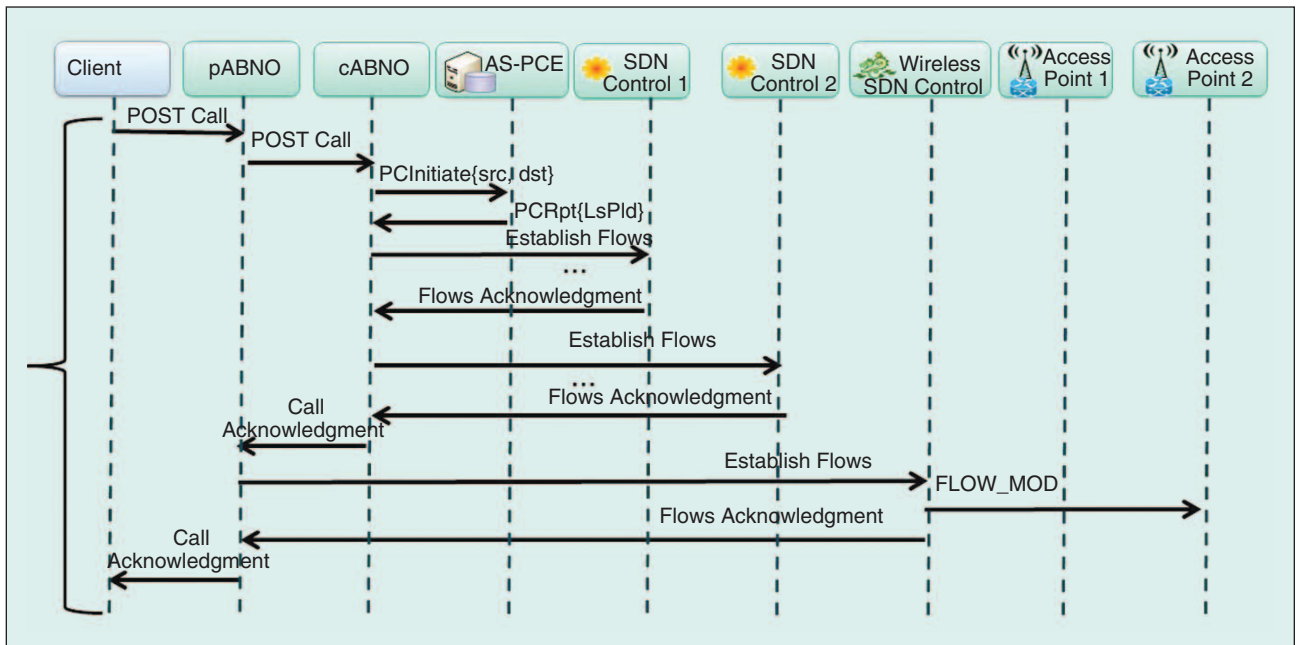 Client
pABNO
cABNO
AS-PCE
SDN
Control 1
SDN
Control 2
Wireless
SDN Control
Access
Point 1
Access
Point 2
POST Call
POST Call
PCInitiate{src, dst}
PCRpt{LsPld}
Establish Flows
...
Flows Acknowledgment
Establish Flows
...
Flows Acknowledgment
Call
Acknowledgment
Establish Flows
FLOW_MOD
Flows Acknowledgment
Call
Acknowledgment